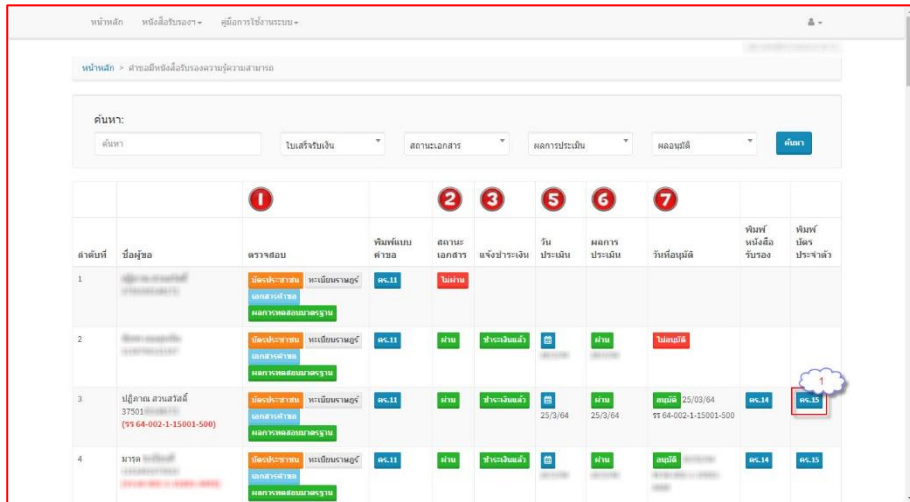 หน้าหลัก หนังสือรับรองฯ คู่มือการใช้งานระบบ
หน้าหลัก > คำขอมีหนังสือรับรองความรู้ความสามารถ
ค้นหา:
ค้นหา ใบเสร็จรับเงิน สถานะเอกสาร ผลการประเมิน ผลอนุมัติ ค้นหา
1 2 3 5 6 7
ลำดับที่ ชื่อผู้ขอ ตรวจสอบ พิมพ์แบบคำขอ สถานะเอกสาร แจ้งชำระเงิน วันประเมิน ผลการประเมิน วันที่อนุมัติ พิมพ์หนังสือรับรอง พิมพ์บัตรประจำตัว
1 บัตรประชาชน ทะเบียนราษฎร์ คร.11 ไม่ผ่าน
เอกสารคำขอ
ผลการทดสอบมาตรฐาน
2 บัตรประชาชน ทะเบียนราษฎร์ คร.11 ผ่าน ชำระเงินแล้ว ผ่าน ไม่อนุมัติ
เอกสารคำขอ
ผลการทดสอบมาตรฐาน
1
3 ปฏิภาณ สวนสวัสดิ์ บัตรประชาชน ทะเบียนราษฎร์ คร.11 ผ่าน ชำระเงินแล้ว ผ่าน อนุมัติ 25/03/64 คร.14 คร.15
37501 เอกสารคำขอ 25/3/64 25/3/64 รร 64-002-1-15001-500
(รร 64-002-1-15001-500) ผลการทดสอบมาตรฐาน
4 มารุต บัตรประชาชน ทะเบียนราษฎร์ คร.11 ผ่าน ชำระเงินแล้ว ผ่าน อนุมัติ คร.14 คร.15
เอกสารคำขอ
ผลการทดสอบมาตรฐาน